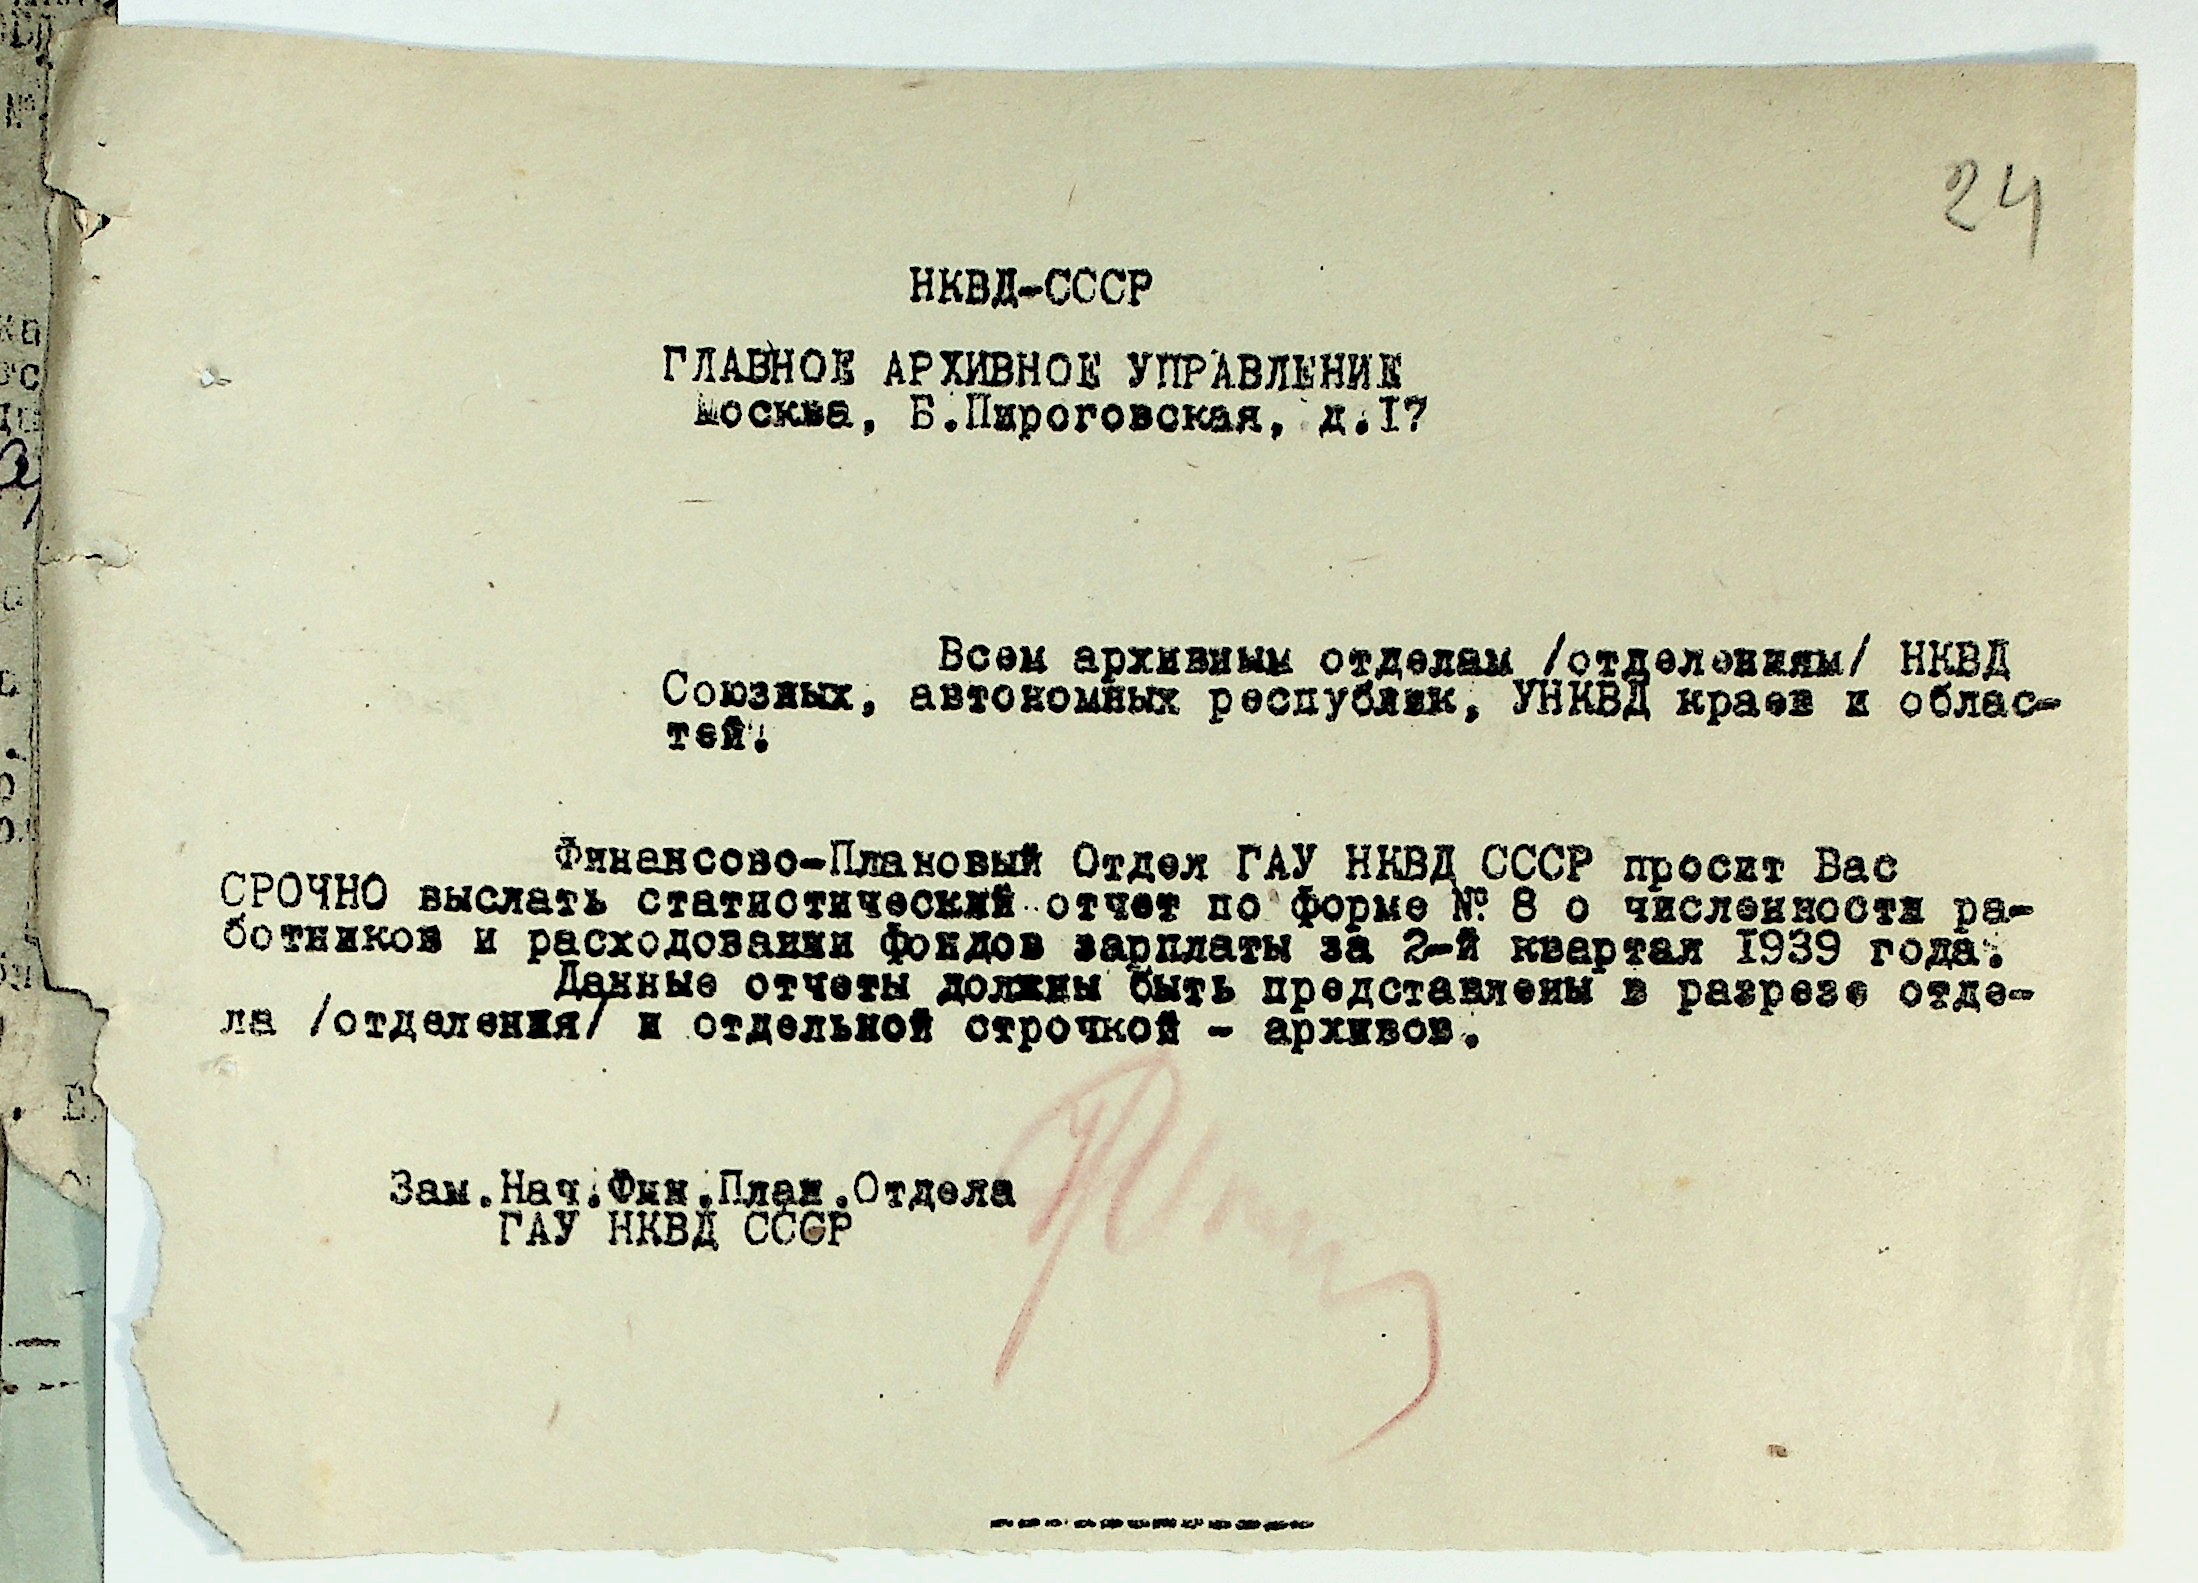 24
НКВД-СССР
ГЛАВНОЕ АРХИВНОЕ УПРАВЛЕНИЕ
Москва, Б.Пироговская, д.I7
Всем архивным отделам /отделениям/ НКВД
Союзных, автономных республик, УНКВД краев и облас-
тей.
Финансово-Плановый Отдел ГАУ НКВД СССР просит Вас
СРОЧНО выслать статистический отчет по форме № 8 о численности ра-
ботников и расходовании фондов зарплаты за 2-й квартал I939 года.
Данные отчеты должны быть представлены в разрезе отде-
ла /отделения/ и отдельной строчкой - архивов.
Зам.Нач.Фин.План.Отдела
ГАУ НКВД СССР